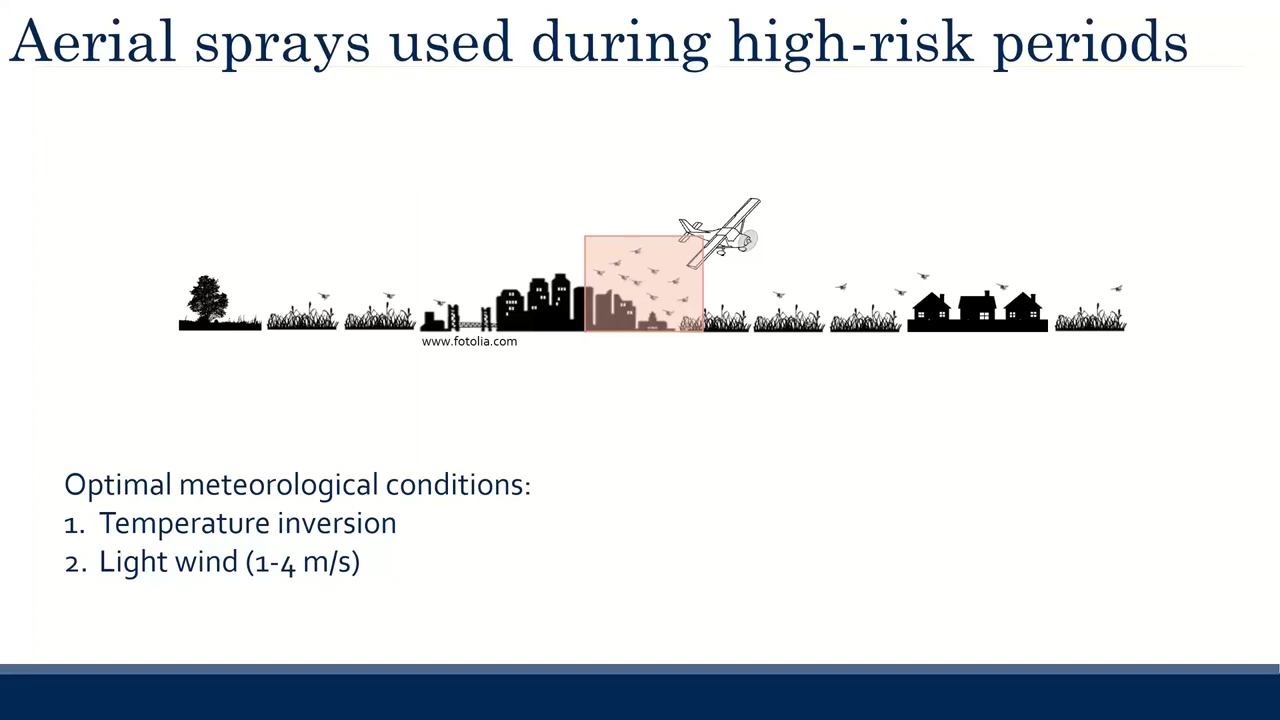 Aerial sprays used during high-risk periods
www.fotolia.com
Optimal meteorological conditions:
1. Temperature inversion
2. Light wind (1-4 m/s)